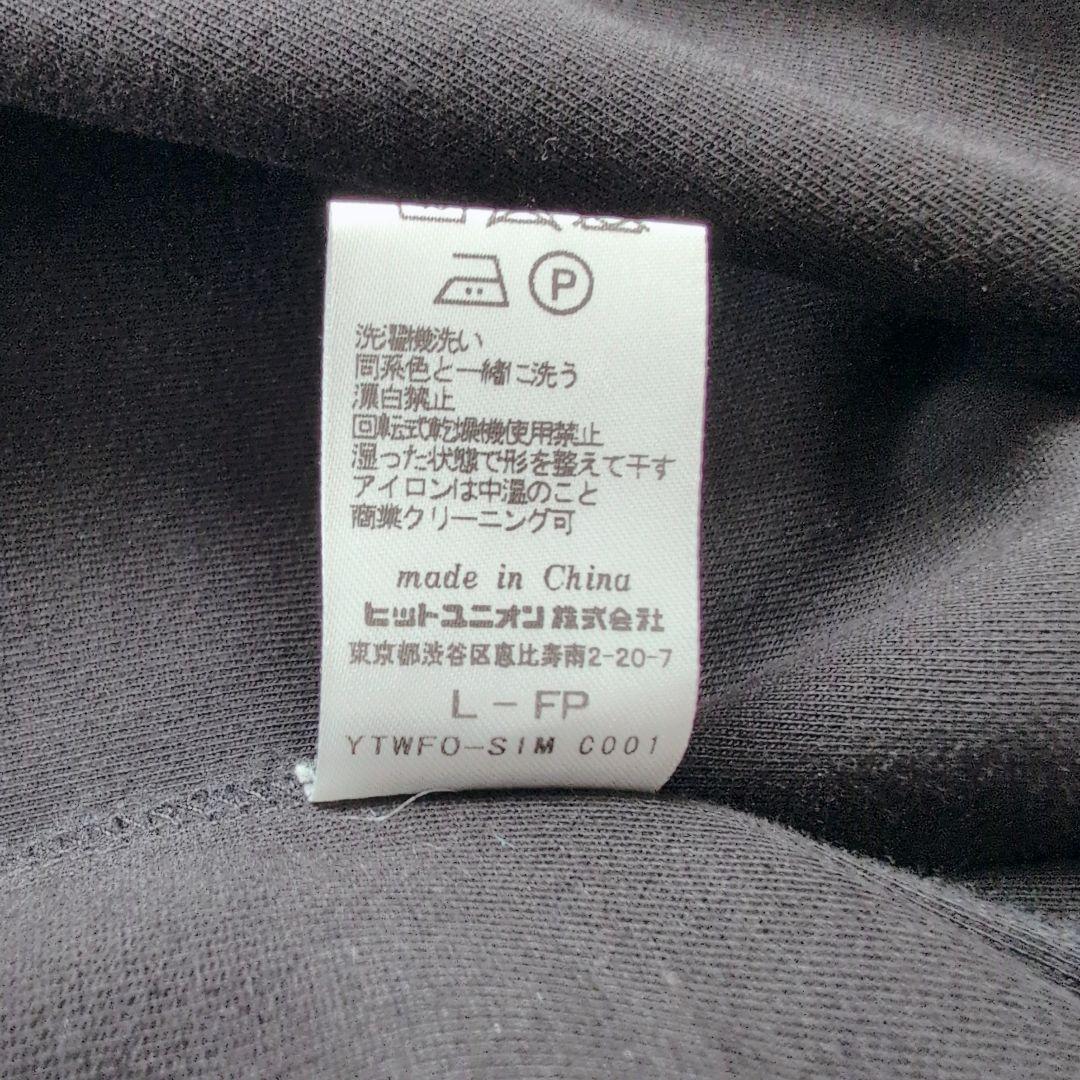 P
洗濯機洗い
同系色と一緒に洗う
漂白禁止
回転式乾燥機使用禁止
湿った状態で形を整えて干す
アイロンは中温のこと
商業クリーニング可
made in China
ヒットユニオン株式会社
東京都渋谷区恵比寿南2-20-7
L-FP
YTWFO-SIM C001